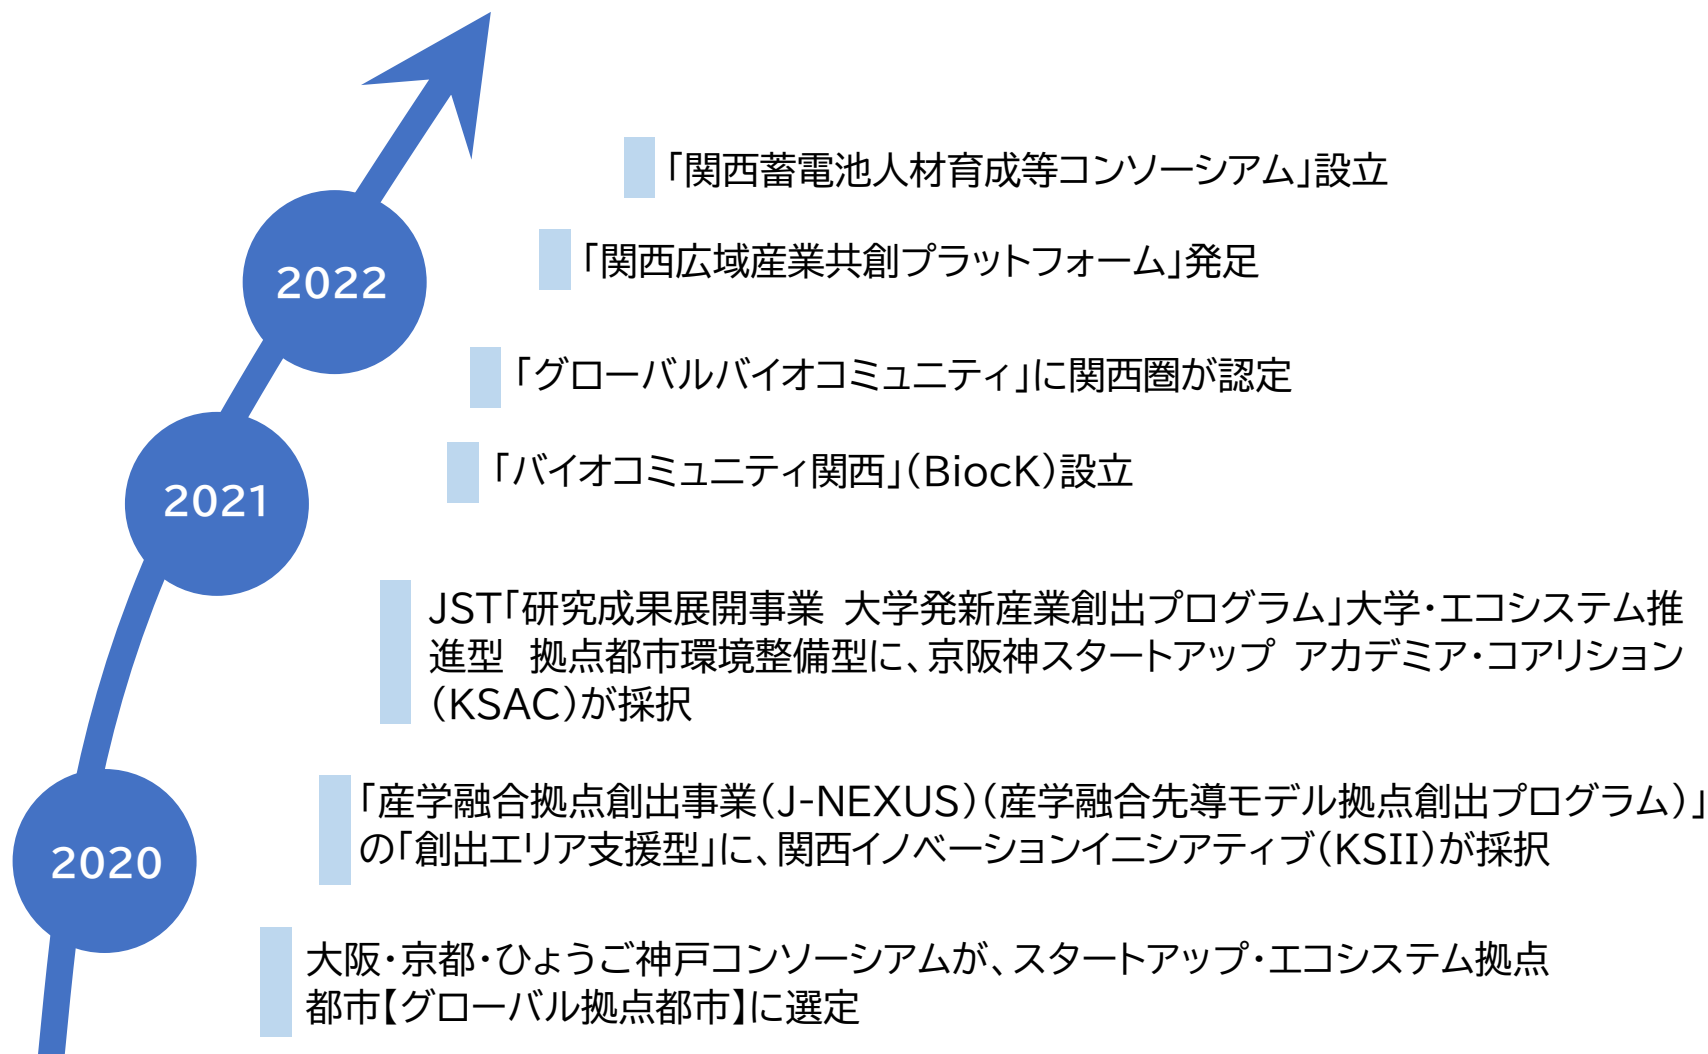 「関西蓄電池人材育成等コンソーシアム」設立
「関西広域産業共創プラットフォーム」発足
2022
「グローバルバイオコミュニティ」に関西圏が認定
「バイオコミュニティ関西」(BiocK)設立
2021
JST「研究成果展開事業 大学発新産業創出プログラム」大学・エコシステム推
進型 拠点都市環境整備型に、京阪神スタートアップ アカデミア・コアリション
(KSAC)が採択
「産学融合拠点創出事業(J-NEXUS)(産学融合先導モデル拠点創出プログラム)」
の「創出エリア支援型」に、関西イノベーションイニシアティブ(KSII)が採択
2020
大阪・京都・ひょうご神戸コンソーシアムが、スタートアップ・エコシステム拠点
都市【グローバル拠点都市】に選定